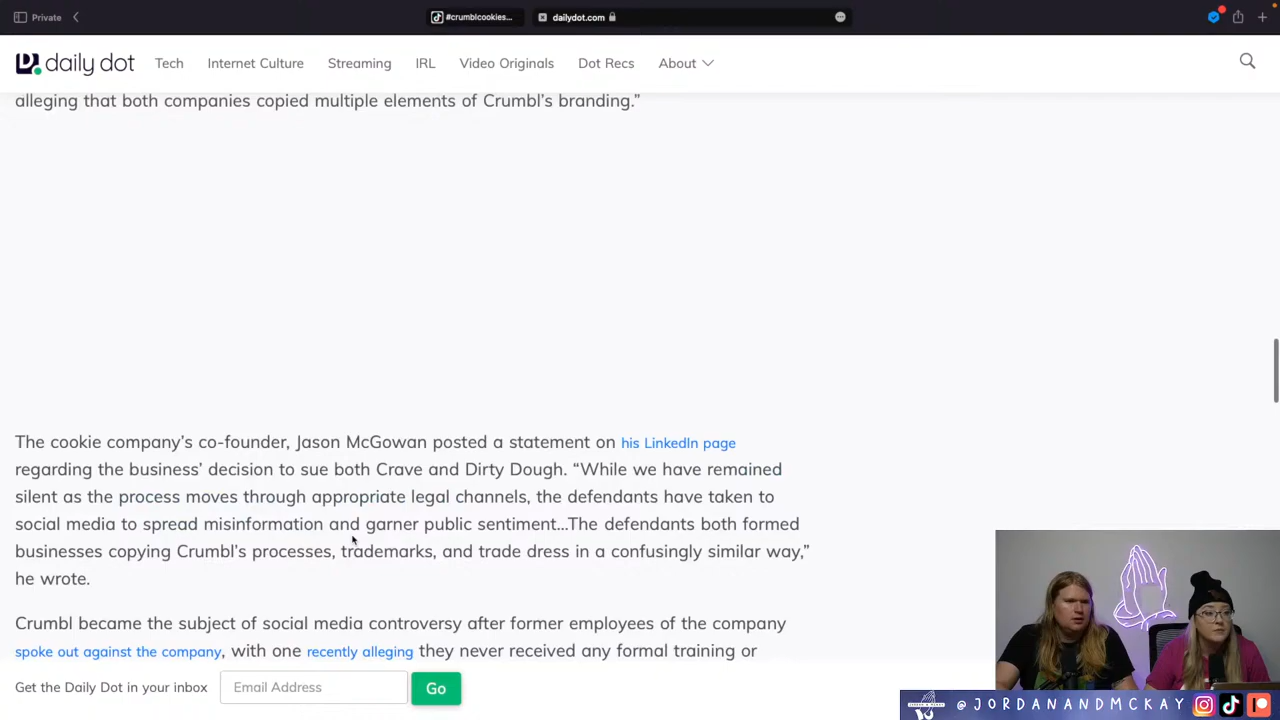 Private
#crumblcookies...
dailydot.com
daily dot
Tech
Internet Culture
Streaming
IRL
Video Originals
Dot Recs
About
alleging that both companies copied multiple elements of Crumbl’s branding.”
The cookie company’s co-founder, Jason McGowan posted a statement on his LinkedIn page
regarding the business’ decision to sue both Crave and Dirty Dough. “While we have remained
silent as the process moves through appropriate legal channels, the defendants have taken to
social media to spread misinformation and garner public sentiment…The defendants both formed
businesses copying Crumbl’s processes, trademarks, and trade dress in a confusingly similar way,”
he wrote.
Crumbl became the subject of social media controversy after former employees of the company
spoke out against the company, with one recently alleging they never received any formal training or
Get the Daily Dot in your inbox
Email Address
Go
@JORDANANDMCKAY